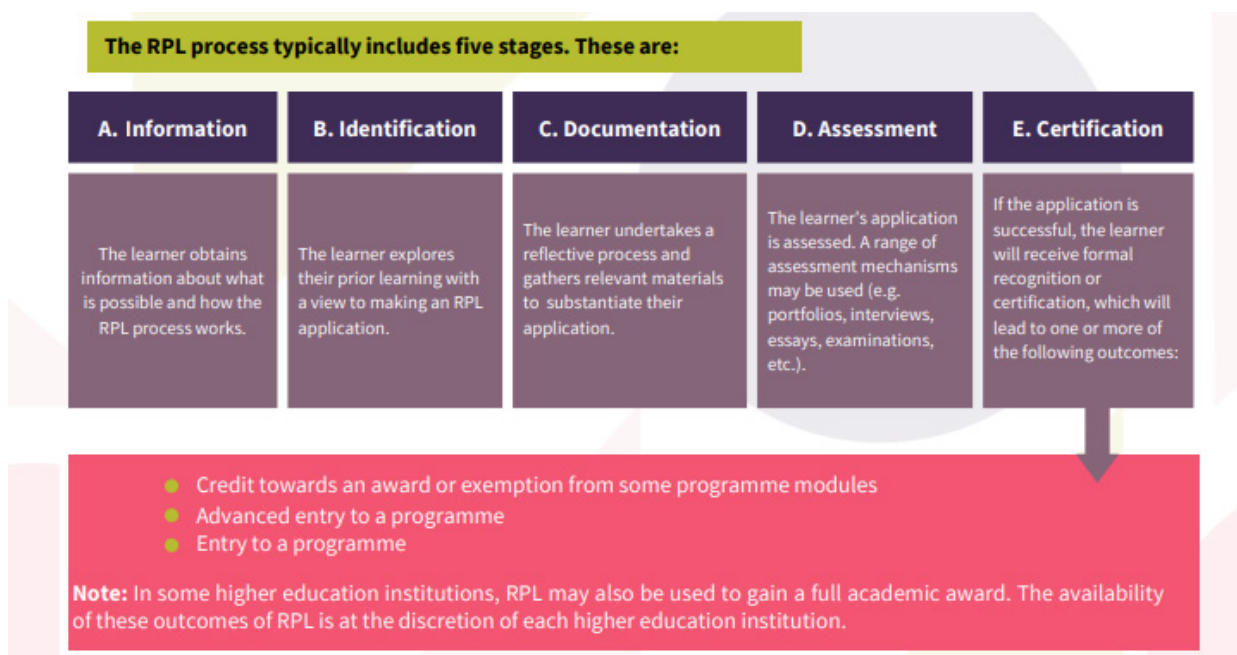 The RPL process typically includes five stages. These are:
A. Information
The learner obtains
information about what
is possible and how the
RPL process works.
B. Identification
The learner explores
their prior learning with
a view to making an RPL
application.
C. Documentation
The learner undertakes a
reflective process and
gathers relevant materials
to substantiate their
application.
D. Assessment
The learner's application
is assessed. A range of
assessment mechanisms
may be used (e.g.
portfolios, interviews,
essays, examinations,
etc.).
E. Certification
If the application is
successful, the learner
will receive formal
recognition or
certification, which will
lead to one or more of
the following outcomes:
Credit towards an award or exemption from some programme modules
Advanced entry to a programme
Entry to a programme
Note: In some higher education institutions, RPL may also be used to gain a full academic award. The availability
of these outcomes of RPL is at the discretion of each higher education institution.